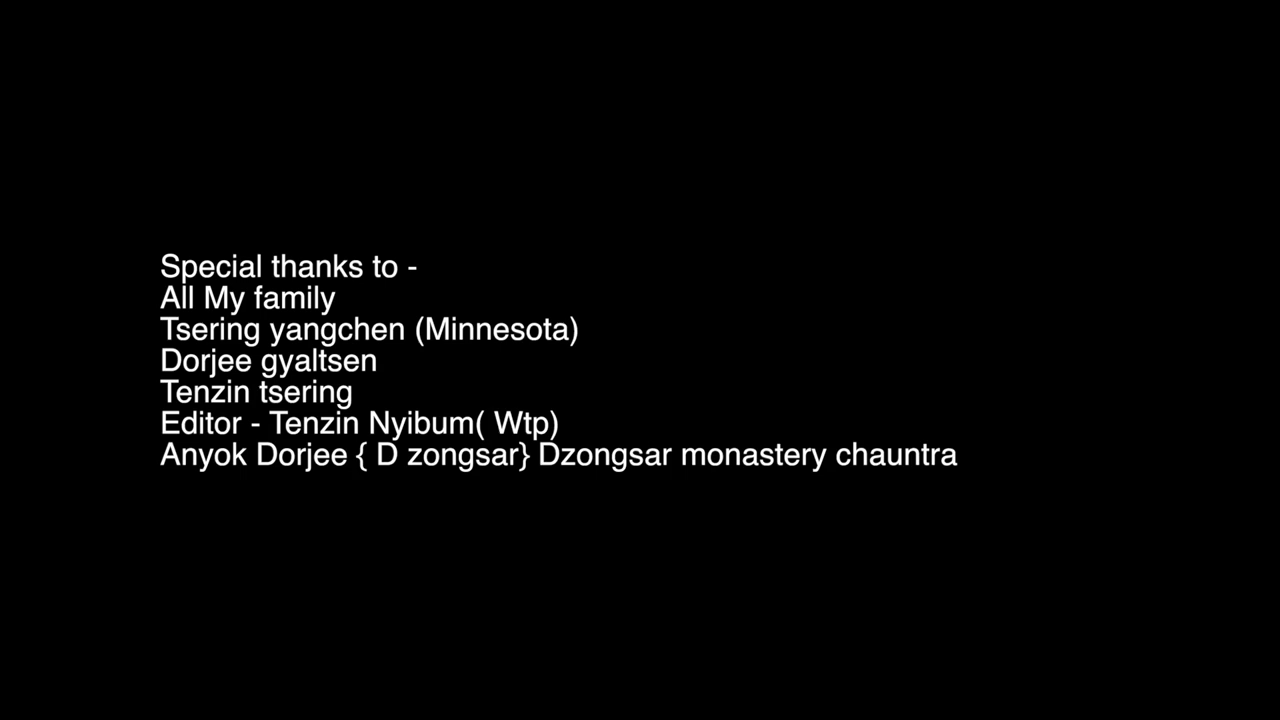 Special thanks to -
All My family
Tsering yangchen (Minnesota)
Dorjee gyaltsen
Tenzin tsering
Editor - Tenzin Nyibum( Wtp)
Anyok Dorjee { D zongsar} Dzongsar monastery chauntra